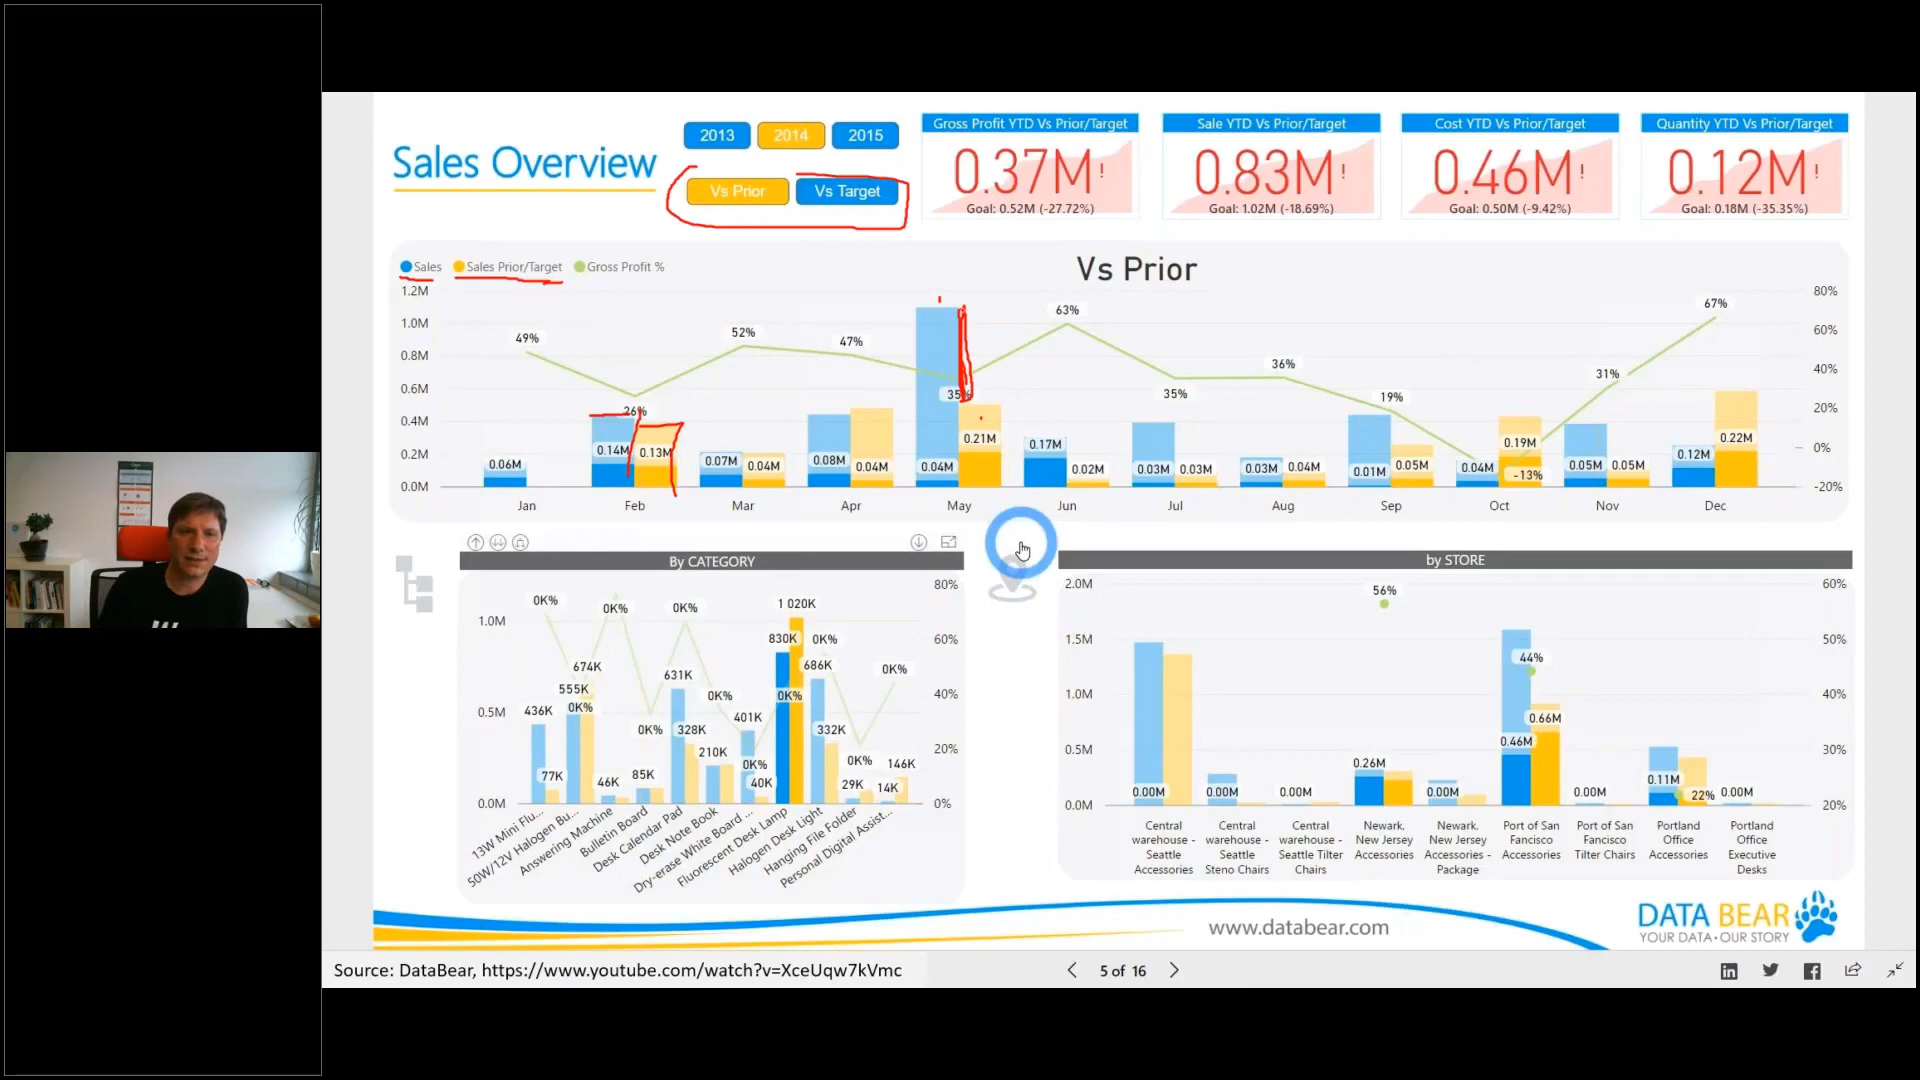 Sales Overview
2013 2014 2015
Vs Prior Vs Target
Gross Profit YTD Vs Prior/Target
0.37M!
Goal: 0.52M (-27.72%)
Sale YTD Vs Prior/Target
0.83M!
Goal: 1.02M (-18.69%)
Cost YTD Vs Prior/Target
0.46M!
Goal: 0.50M (-9.42%)
Quantity YTD Vs Prior/Target
0.12M!
Goal: 0.18M (-35.35%)
Sales Sales Prior/Target Gross Profit %
Vs Prior
1.2M
1.0M
0.8M
0.6M
0.4M
0.2M
0.0M
80%
60%
40%
20%
0%
-20%
49% 26% 52% 47% 35% 63% 35% 36% 19% -13% 31% 67%
0.06M 0.14M 0.13M 0.07M 0.04M 0.08M 0.04M 0.04M 0.21M 0.17M 0.02M 0.03M 0.03M 0.03M 0.04M 0.01M 0.05M 0.04M 0.19M 0.05M 0.05M 0.12M 0.22M
Jan Feb Mar Apr May Jun Jul Aug Sep Oct Nov Dec
By CATEGORY
1.0M
0.5M
0.0M
80%
60%
40%
20%
0%
0K% 0K% 0K% 0K% 0K% 0K% 0K% 0K% 0K% 0K% 0K%
436K 77K 555K 674K 46K 85K 631K 328K 210K 401K 40K 830K 1 020K 686K 332K 29K 14K 146K
13W Mini Flu...
50W/12V Halogen Bu...
Answering Machine
Bulletin Board
Desk Calendar Pad
Desk Note Book
Dry-erase White Board ...
Fluorescent Desk Lamp
Halogen Desk Light
Hanging File Folder
Personal Digital Assist...
by STORE
2.0M
1.5M
1.0M
0.5M
0.0M
60%
50%
40%
30%
20%
56% 44% 22%
0.00M 0.00M 0.00M 0.26M 0.00M 0.46M 0.66M 0.00M 0.11M 0.00M
Central warehouse - Seattle Accessories
Central warehouse - Seattle Steno Chairs
Central warehouse - Seattle Tilter Chairs
Newark, New Jersey Accessories
Newark, New Jersey Accessories - Package
Port of San Fancisco Accessories
Port of San Fancisco Tilter Chairs
Portland Office Accessories
Portland Office Executive Desks
www.databear.com
DATA BEAR
YOUR DATA•OUR STORY
Source: DataBear, https://www.youtube.com/watch?v=XceUqw7kVmc
5 of 16